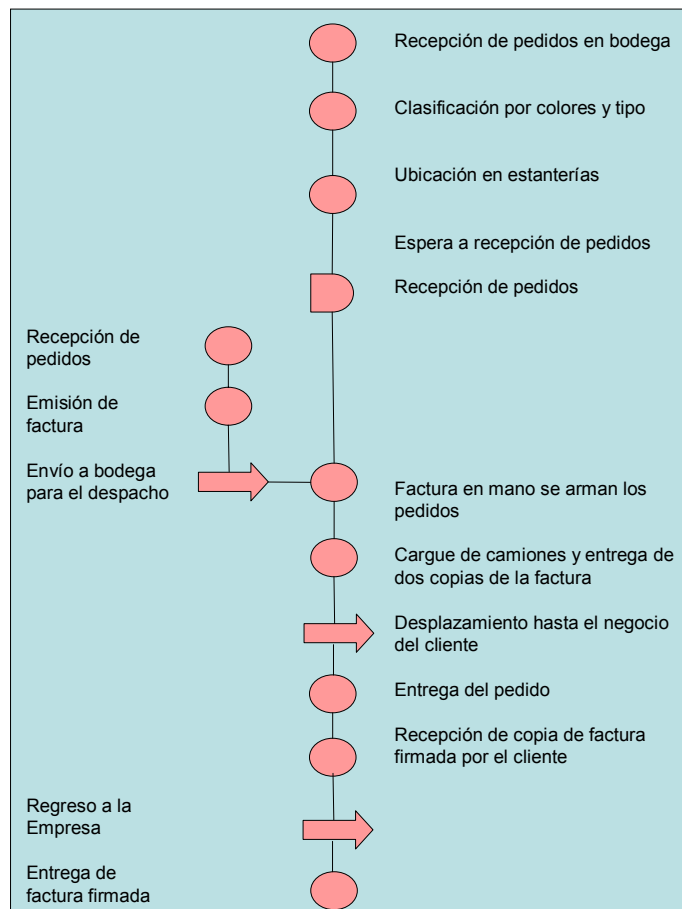 Recepción de pedidos en bodega
Clasificación por colores y tipo
Ubicación en estanterías
Espera a recepción de pedidos
Recepción de pedidos
Recepción de
pedidos
Emisión de
factura
Envío a bodega
para el despacho
Factura en mano se arman los
pedidos
Cargue de camiones y entrega de
dos copias de la factura
Desplazamiento hasta el negocio
del cliente
Entrega del pedido
Recepción de copia de factura
firmada por el cliente
Regreso a la
Empresa
Entrega de
factura firmada